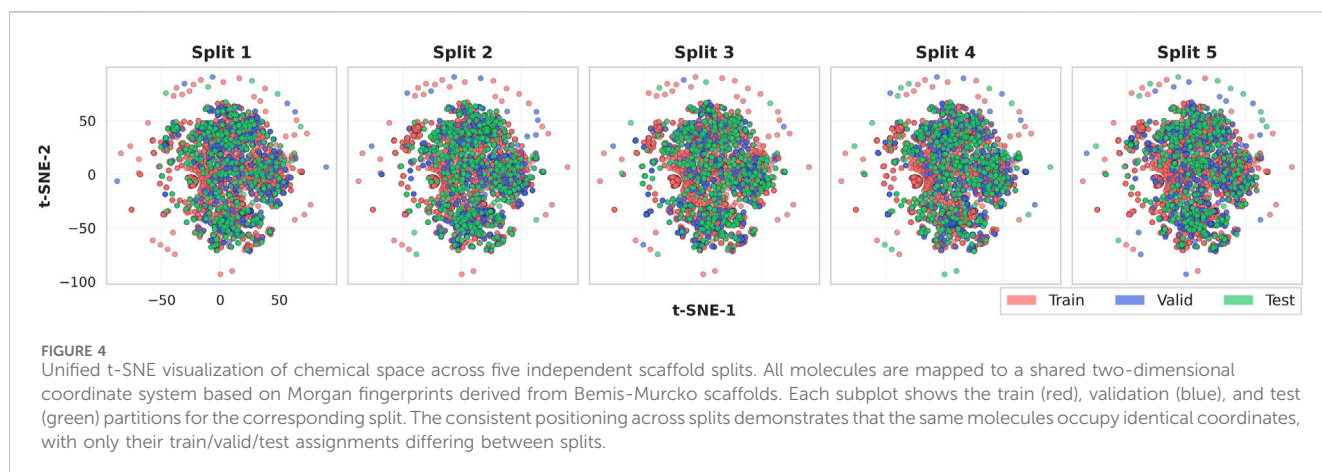 Split 1
Split 2
Split 3
Split 4
Split 5
t-SNE-2
50
0
−50
−100
−50
0
50
t-SNE-1
Train
Valid
Test
FIGURE 4
Unified t-SNE visualization of chemical space across five independent scaffold splits. All molecules are mapped to a shared two-dimensional
coordinate system based on Morgan fingerprints derived from Bemis-Murcko scaffolds. Each subplot shows the train (red), validation (blue), and test
(green) partitions for the corresponding split. The consistent positioning across splits demonstrates that the same molecules occupy identical coordinates,
with only their train/valid/test assignments differing between splits.